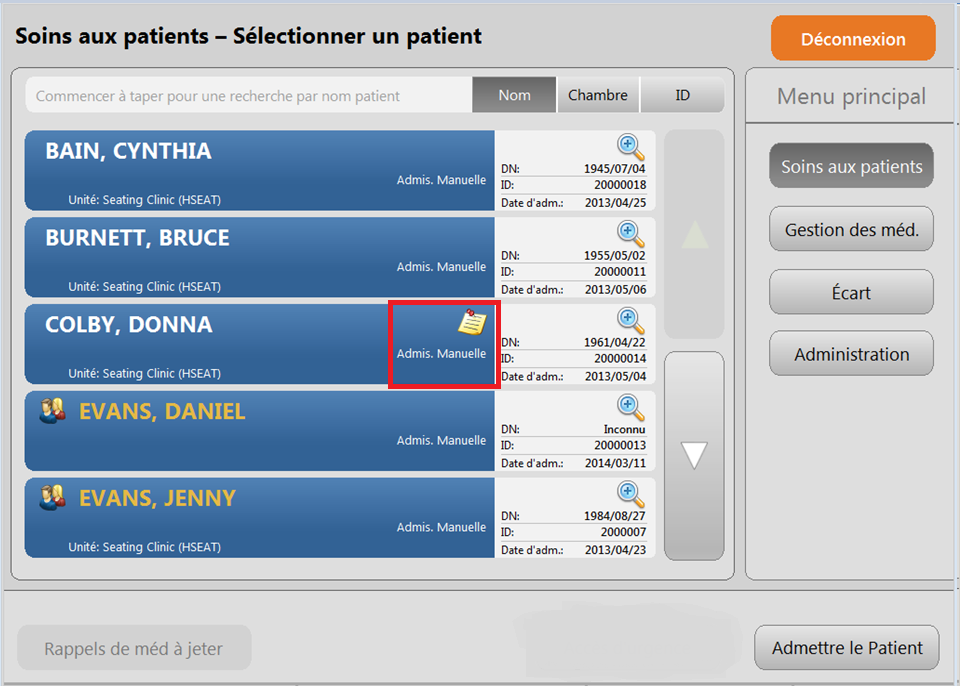 Soins aux patients – Sélectionner un patient
Déconnexion
Commencer à taper pour une recherche par nom patient
Nom
Chambre
ID
Menu principal
BAIN, CYNTHIA
Admis. Manuelle
Unité: Seating Clinic (HSEAT)
DN: 1945/07/04
ID: 20000018
Date d'adm.: 2013/04/25
BURNETT, BRUCE
Admis. Manuelle
Unité: Seating Clinic (HSEAT)
DN: 1955/05/02
ID: 20000011
Date d'adm.: 2013/05/06
COLBY, DONNA
Admis. Manuelle
Unité: Seating Clinic (HSEAT)
DN: 1961/04/22
ID: 20000014
Date d'adm.: 2013/05/04
EVANS, DANIEL
Admis. Manuelle
DN: Inconnu
ID: 20000013
Date d'adm.: 2014/03/11
EVANS, JENNY
Admis. Manuelle
Unité: Seating Clinic (HSEAT)
DN: 1984/08/27
ID: 2000007
Date d'adm.: 2013/04/23
Soins aux patients
Gestion des méd.
Écart
Administration
Rappels de méd à jeter
Admettre le Patient